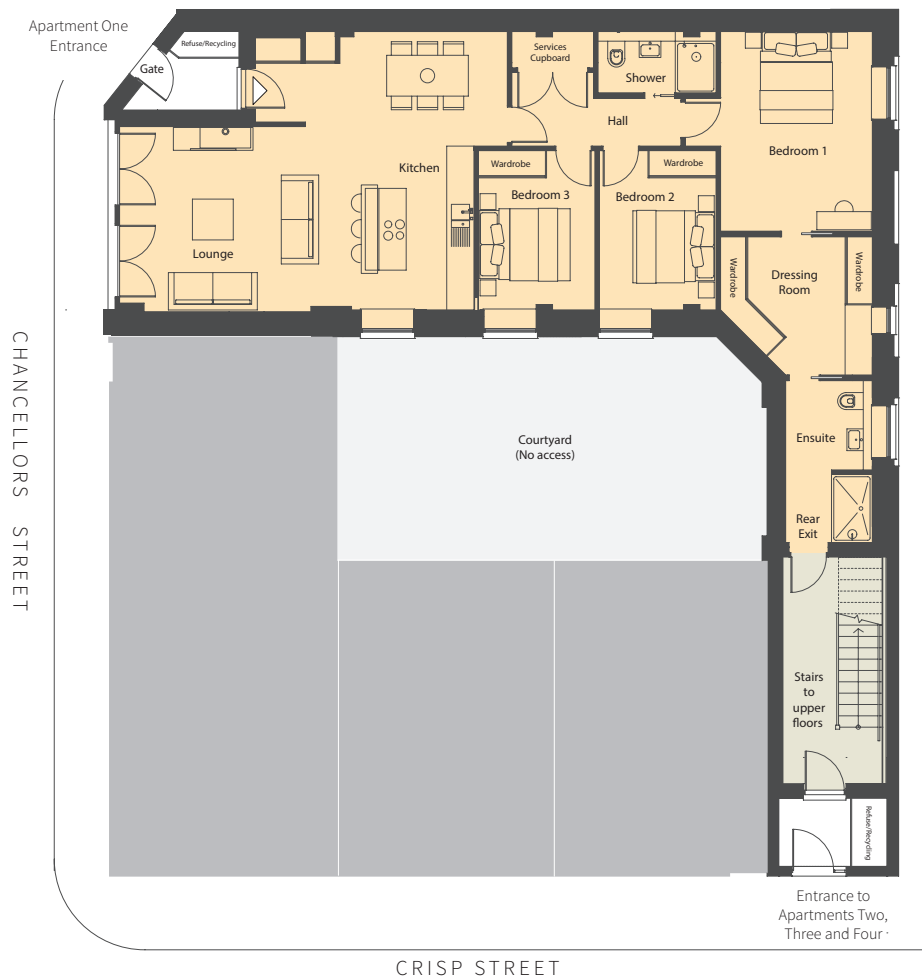 Apartment One
Entrance
Refuse/Recycling
Gate
Services
Cupboard
Shower
Hall
Bedroom 1
Kitchen
Wardrobe
Wardrobe
Bedroom 3
Bedroom 2
Lounge
Wardrobe
Dressing
Room
Wardrobe
CHANCELLORS STREET
Courtyard
(No access)
Ensuite
Rear
Exit
Stairs
to
upper
floors
Refuse/Recycling
Entrance to
Apartments Two,
Three and Four
CRISP STREET